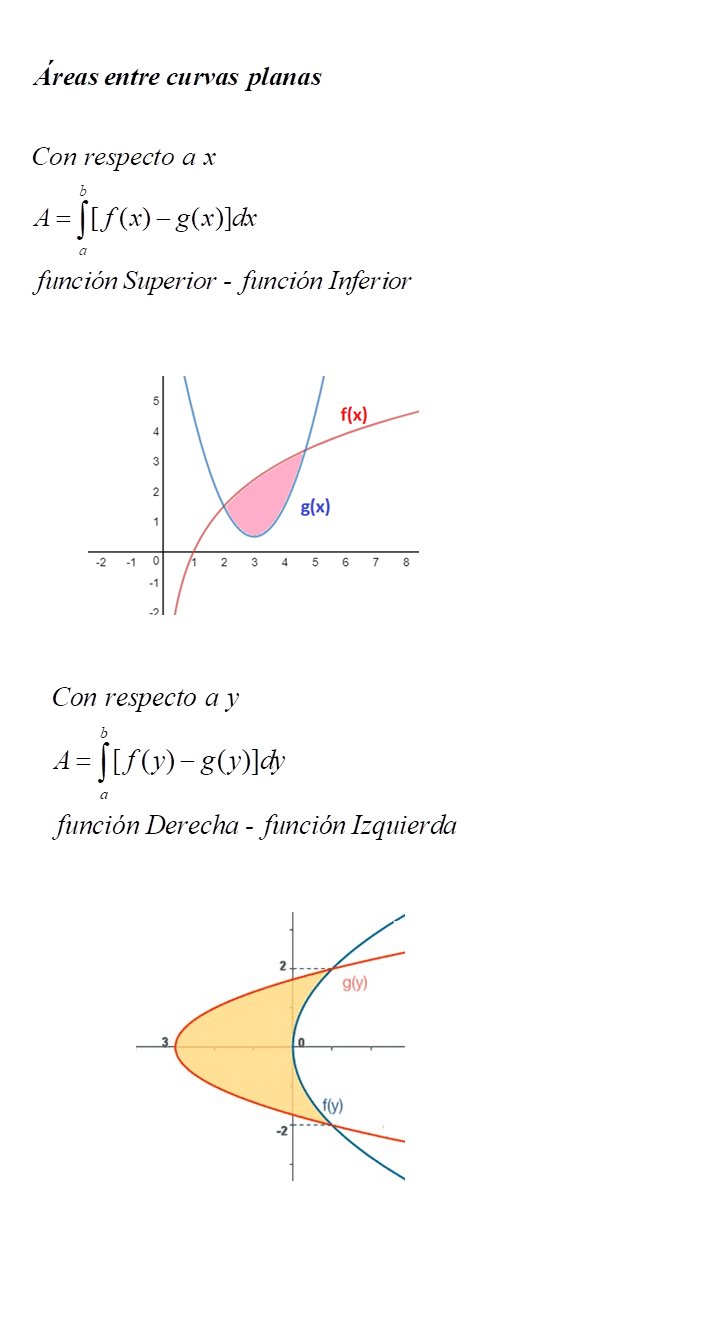 Áreas entre curvas planas
Con respecto a x
b
A = ∫[f(x) − g(x)]dx
a
función Superior - función Inferior
5
f(x)
4
3
2
g(x)
1
-2 -1 0 1 2 3 4 5 6 7 8
-1
-2
Con respecto a y
b
A = ∫[f(y) − g(y)]dy
a
función Derecha - función Izquierda
2
g(y)
3 0
f(y)
-2